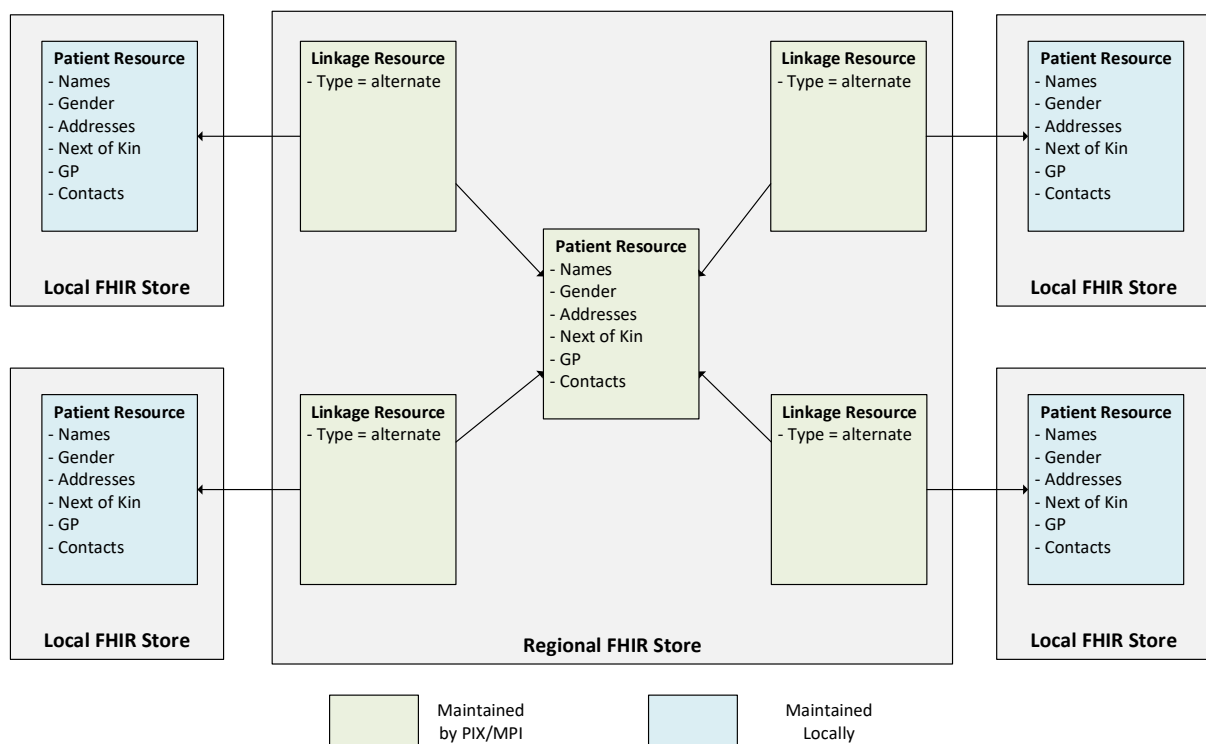 Patient Resource
- Names
- Gender
- Addresses
- Next of Kin
- GP
- Contacts
Local FHIR Store
Linkage Resource
- Type = alternate
Linkage Resource
- Type = alternate
Patient Resource
- Names
- Gender
- Addresses
- Next of Kin
- GP
- Contacts
Local FHIR Store
Patient Resource
- Names
- Gender
- Addresses
- Next of Kin
- GP
- Contacts
Patient Resource
- Names
- Gender
- Addresses
- Next of Kin
- GP
- Contacts
Local FHIR Store
Linkage Resource
- Type = alternate
Linkage Resource
- Type = alternate
Patient Resource
- Names
- Gender
- Addresses
- Next of Kin
- GP
- Contacts
Local FHIR Store
Regional FHIR Store
Maintained
by PIX/MPI
Maintained
Locally